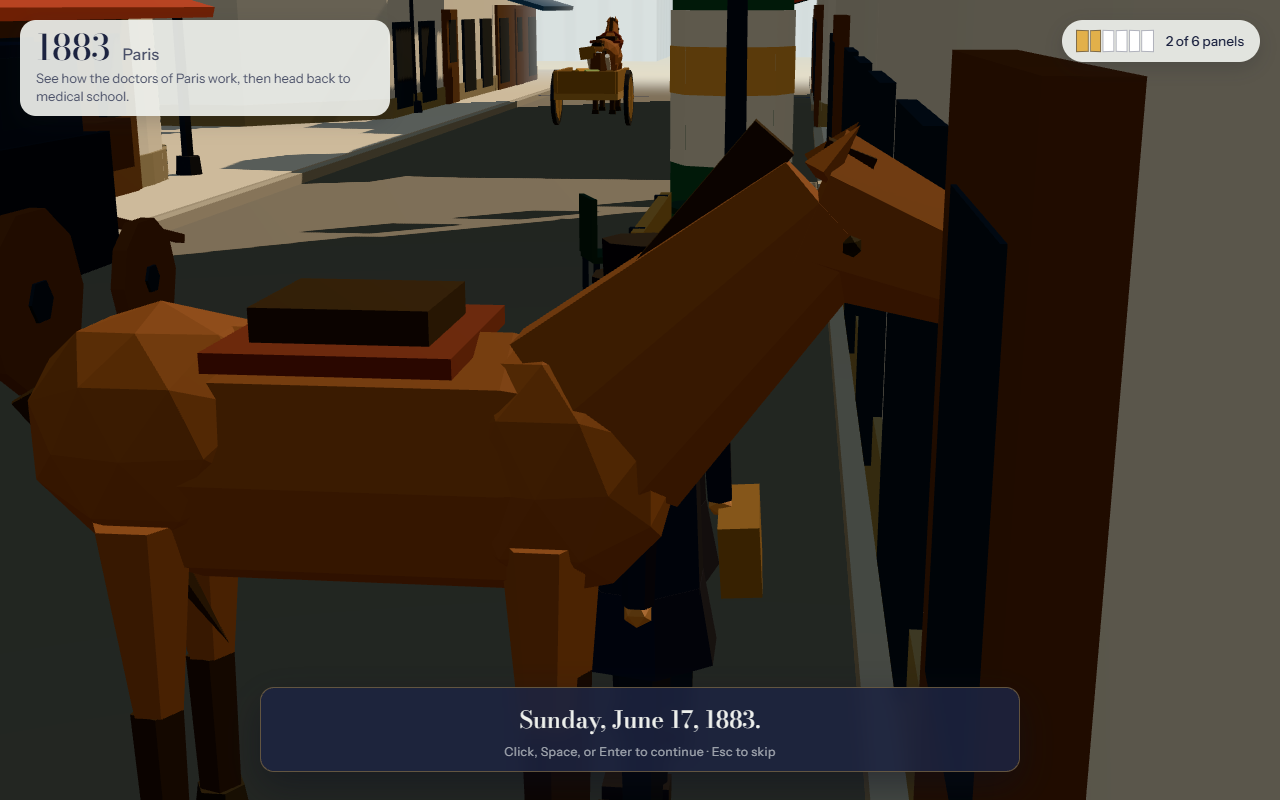 1883 Paris
See how the doctors of Paris work, then head back to
medical school.
2 of 6 panels
Sunday, June 17, 1883.
Click, Space, or Enter to continue · Esc to skip